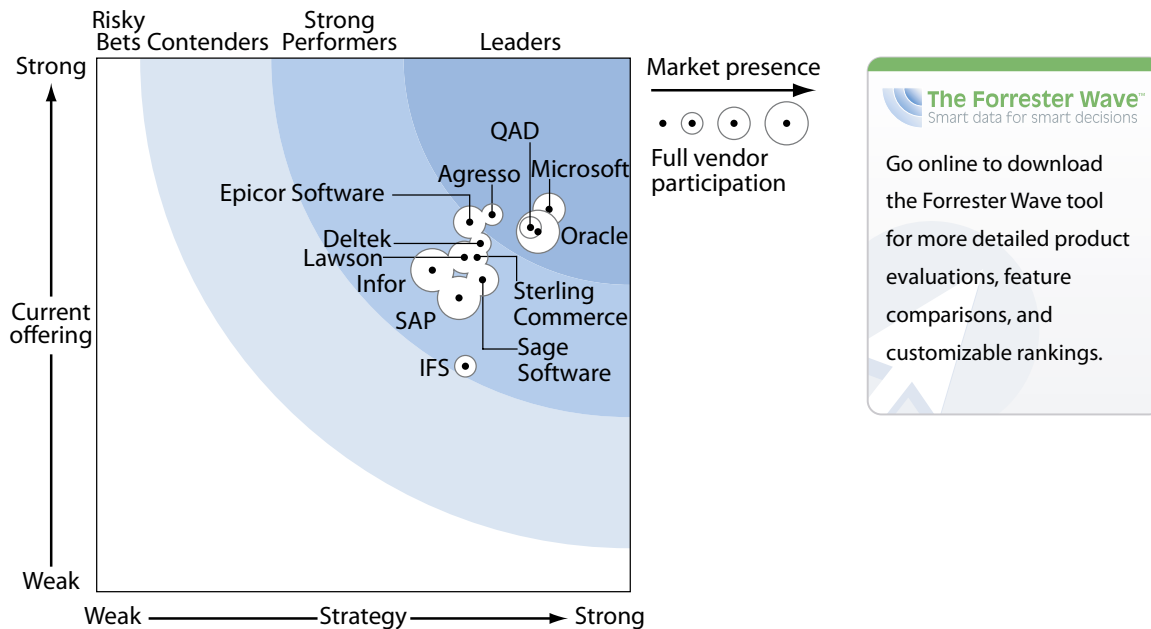 Risky
Bets
Contenders
Strong
Performers
Leaders
Strong
Current
offering
Weak
Weak
Strategy
Strong
QAD
Microsoft
Agresso
Epicor Software
Oracle
Deltek
Lawson
Infor
Sterling
Commerce
SAP
Sage
Software
IFS
Market presence
Full vendor
participation
The Forrester Wave™
Smart data for smart decisions
Go online to download
the Forrester Wave tool
for more detailed product
evaluations, feature
comparisons, and
customizable rankings.